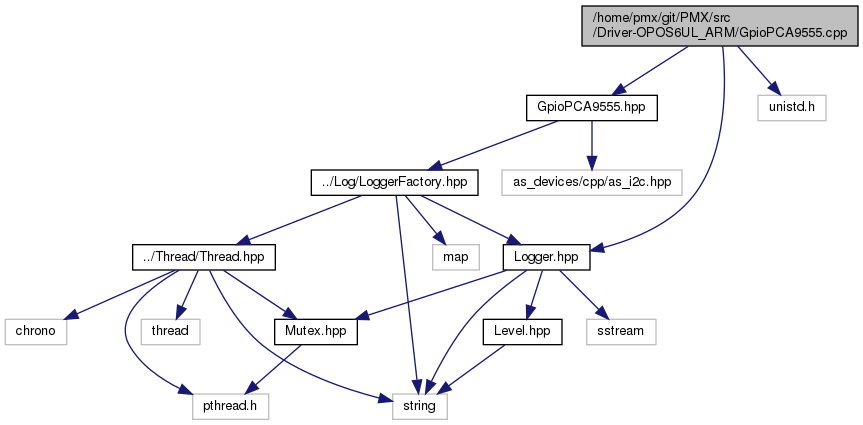 /home/pmx/git/PMX/src
/Driver-OPOS6UL_ARM/GpioPCA9555.cpp
GpioPCA9555.hpp
unistd.h
../Log/LoggerFactory.hpp
as_devices/cpp/as_i2c.hpp
../Thread/Thread.hpp
map
Logger.hpp
chrono
thread
Mutex.hpp
Level.hpp
sstream
pthread.h
string